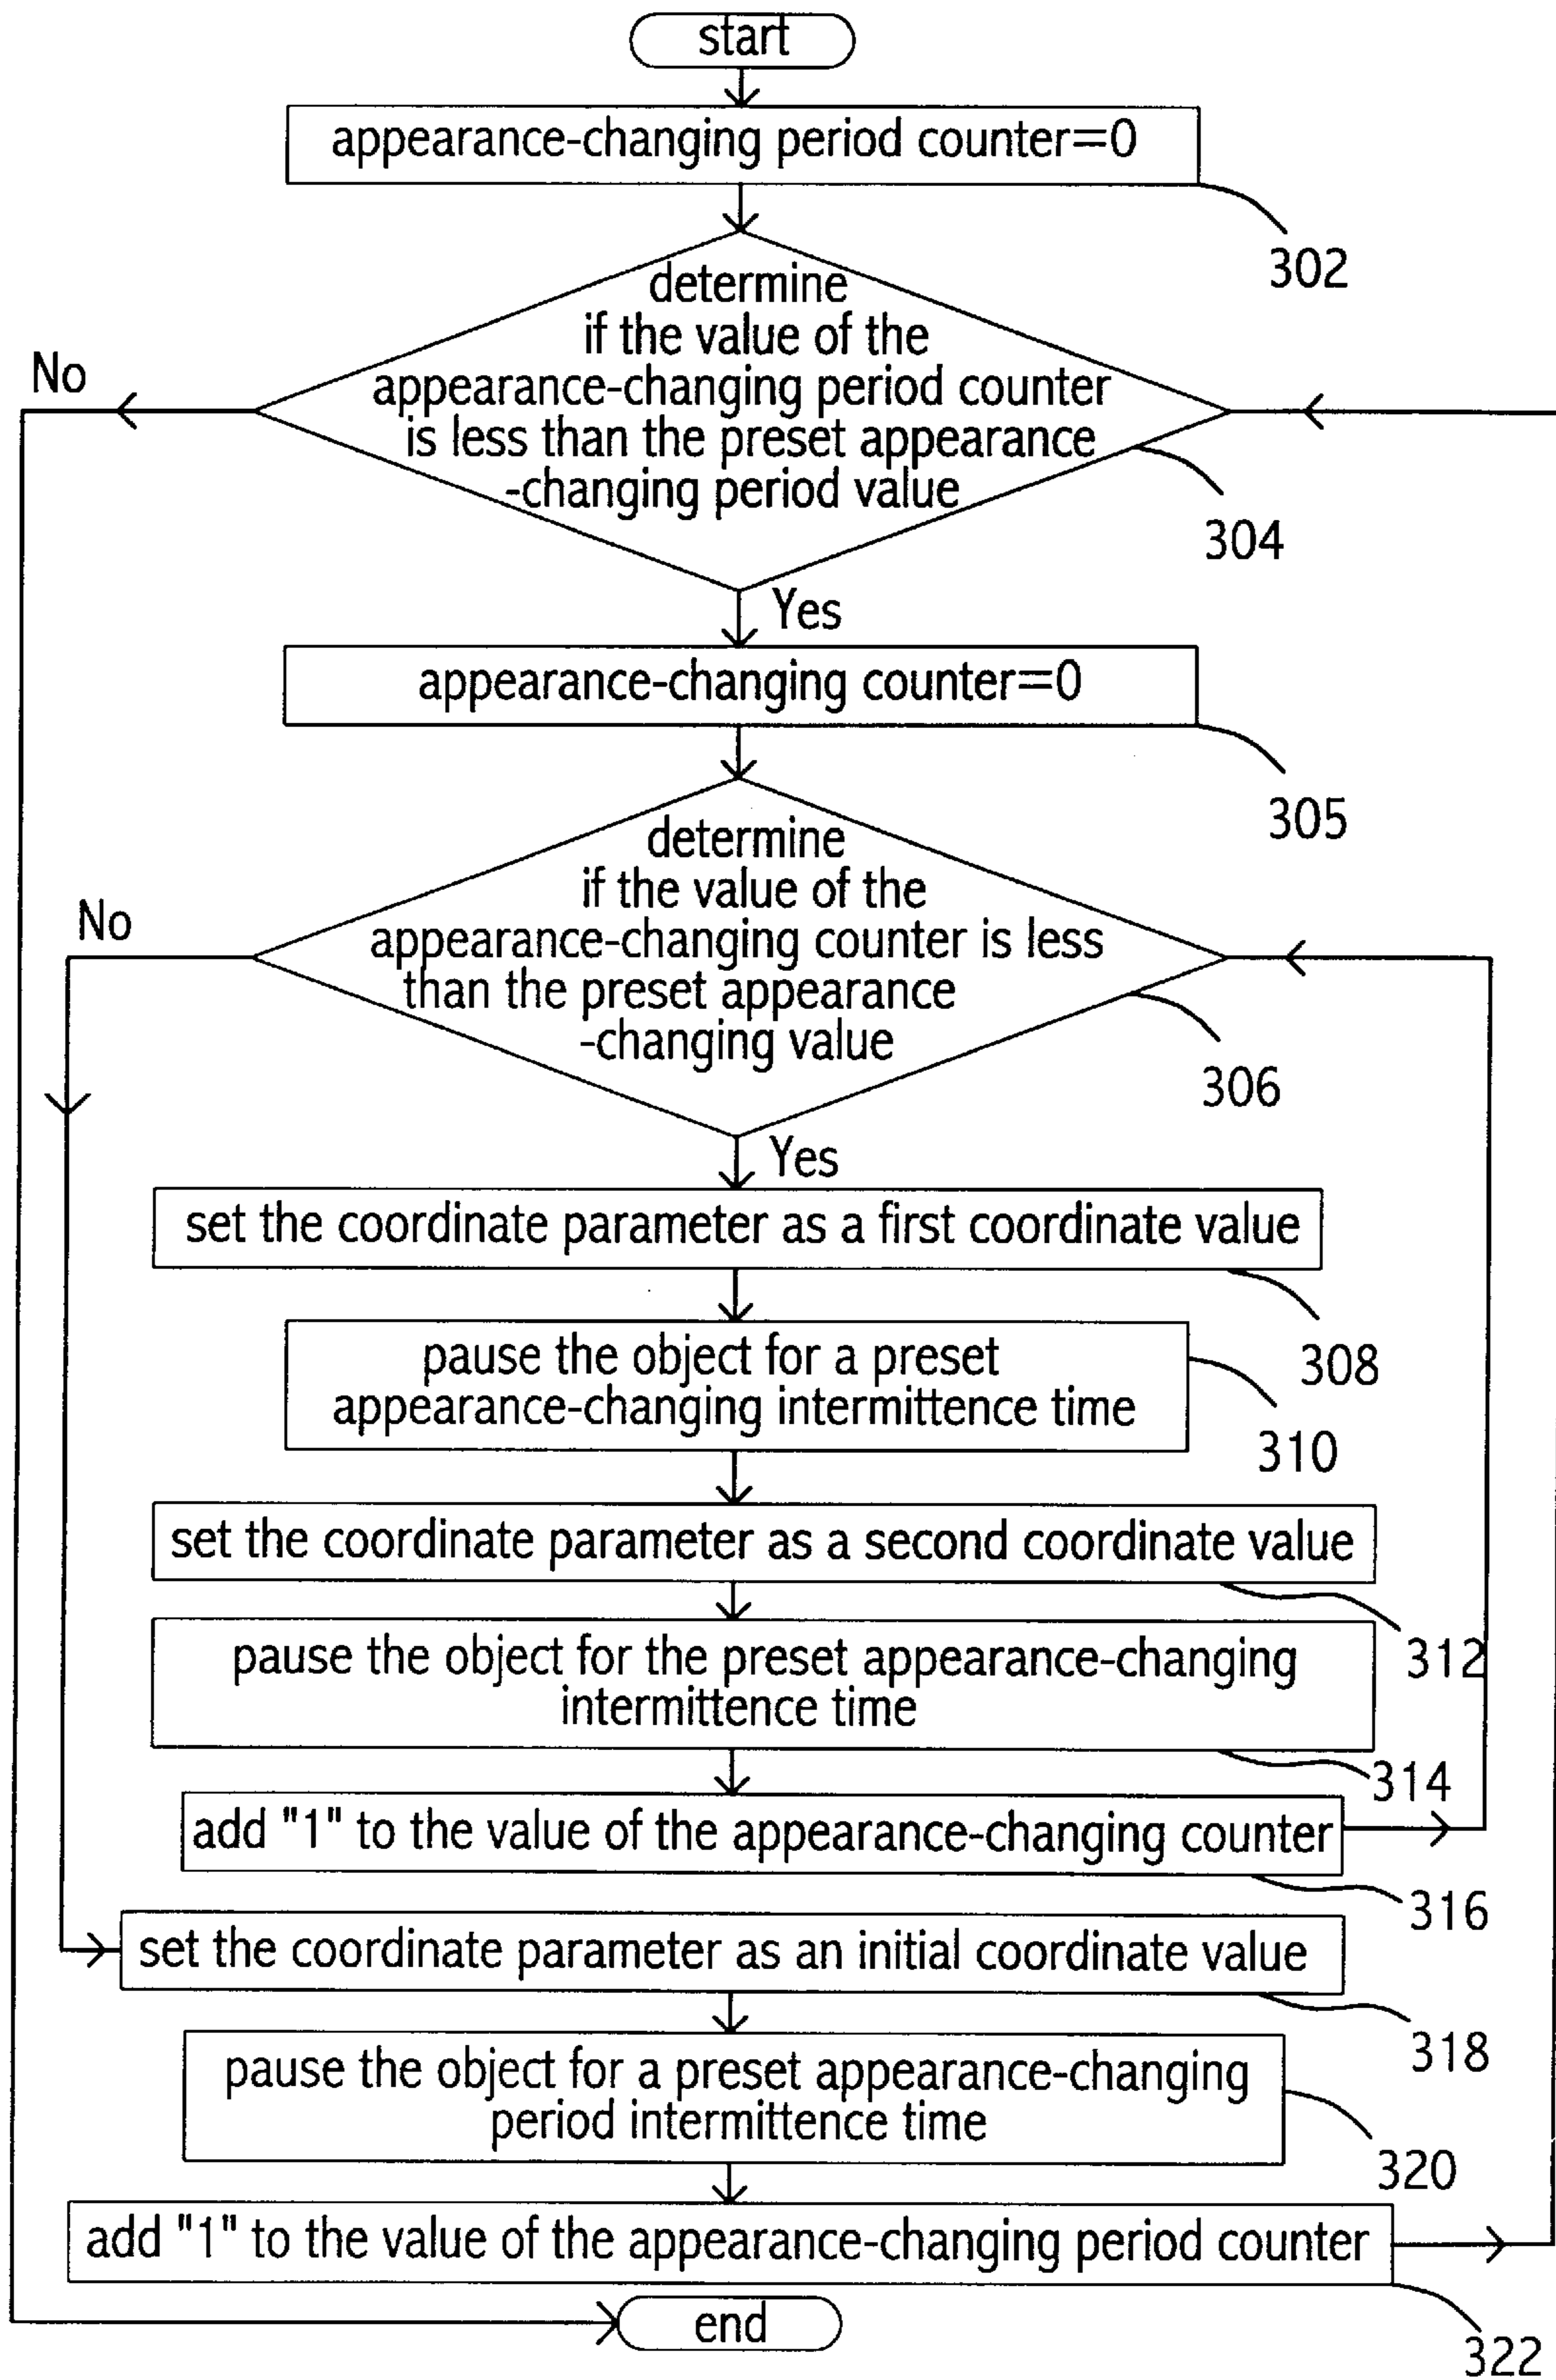 start
appearance-changing period counter=0
302
determine
if the value of the
appearance-changing period counter
is less than the preset appearance
-changing period value
No
304
Yes
appearance-changing counter=0
305
determine
if the value of the
appearance-changing counter is less
than the preset appearance
-changing value
No
306
Yes
set the coordinate parameter as a first coordinate value
308
pause the object for a preset
appearance-changing intermittence time
310
set the coordinate parameter as a second coordinate value
312
pause the object for the preset appearance-changing
intermittence time
314
add "1" to the value of the appearance-changing counter
316
set the coordinate parameter as an initial coordinate value
318
pause the object for a preset appearance-changing
period intermittence time
320
add "1" to the value of the appearance-changing period counter
322
end